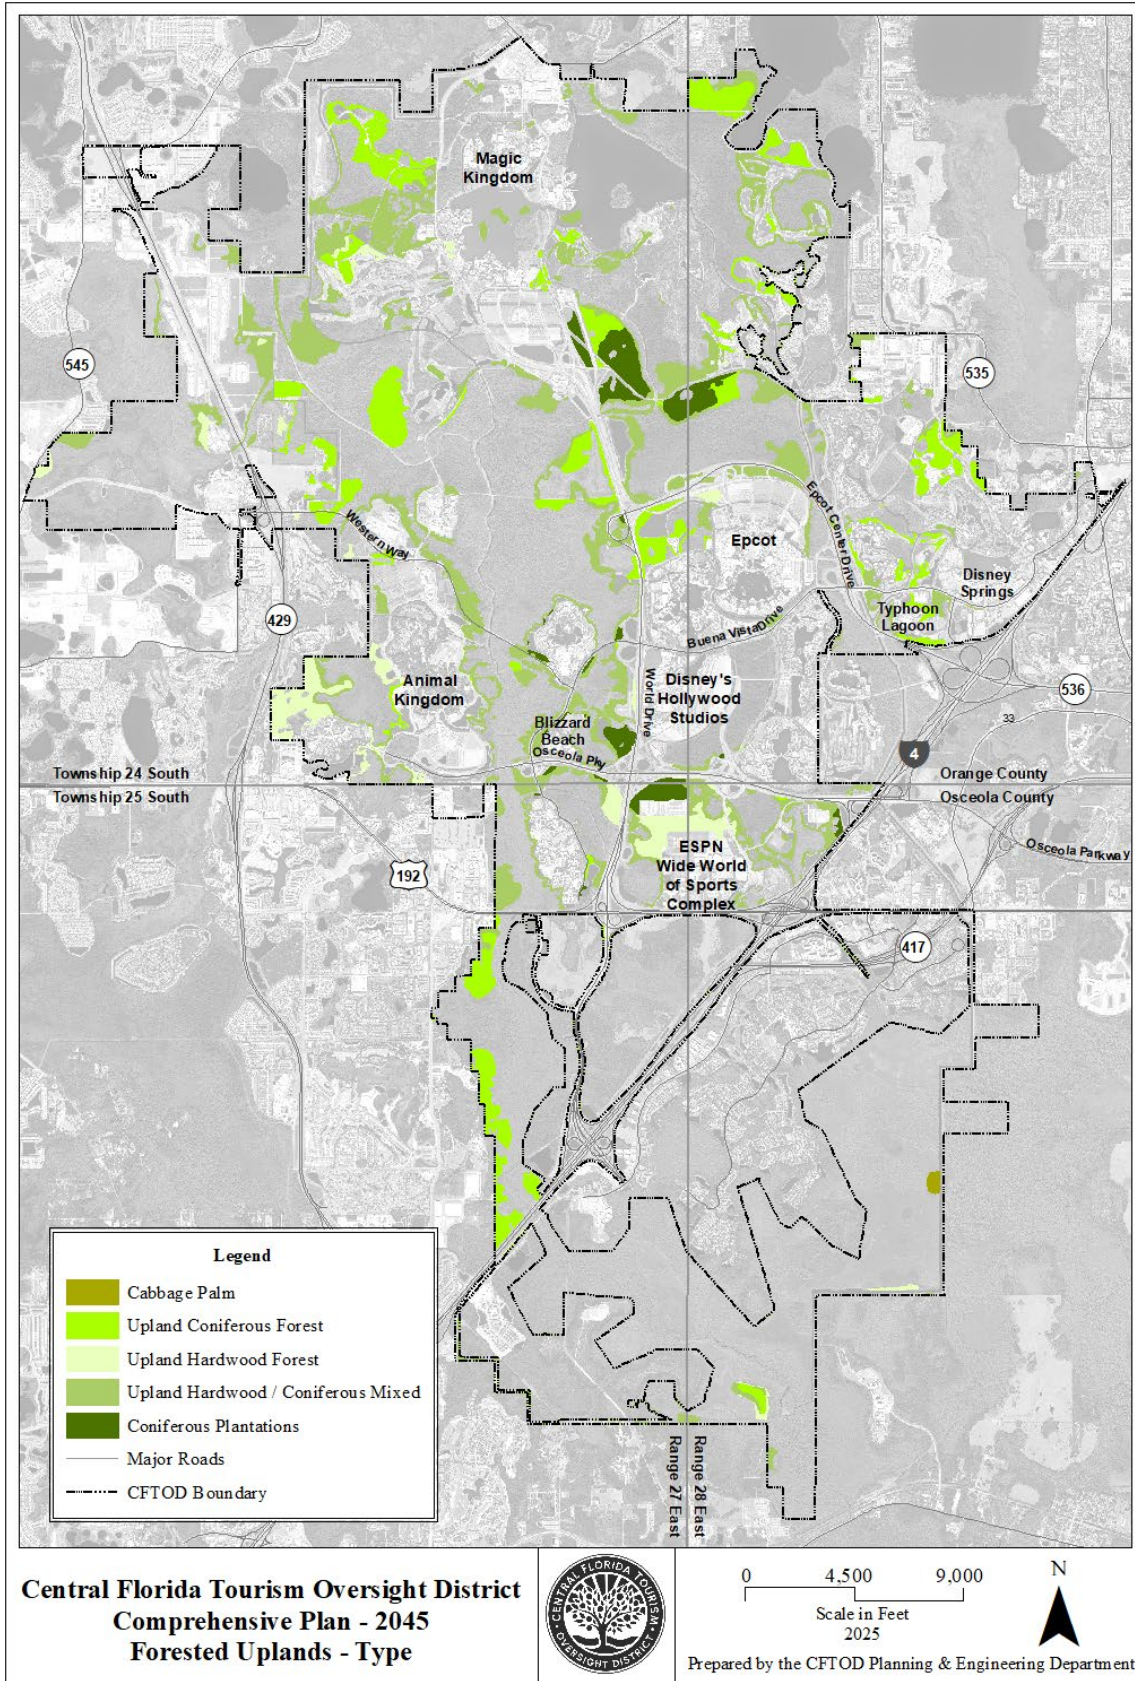 Magic
Kingdom
545
535
Epcot Center Drive
Western Way
Epcot
Disney
Springs
Typhoon
Lagoon
429
Buena Vista Drive
Animal
Kingdom
World Drive
Disney's
Hollywood
Studios
536
33
Blizzard
Beach
Osceola Pky
4
Township 24 South
Orange County
Township 25 South
Osceola County
ESPN
Wide World
of Sports
Complex
Osceola Parkway
192
417
Legend
Cabbage Palm
Upland Coniferous Forest
Upland Hardwood Forest
Upland Hardwood / Coniferous Mixed
Coniferous Plantations
Major Roads
CFTOD Boundary
Range 27 East
Range 28 East
Central Florida Tourism Oversight District
Comprehensive Plan - 2045
Forested Uplands - Type
CENTRAL FLORIDA TOURISM
OVERSIGHT DISTRICT
0 4,500 9,000
Scale in Feet
2025
N
Prepared by the CFTOD Planning & Engineering Department